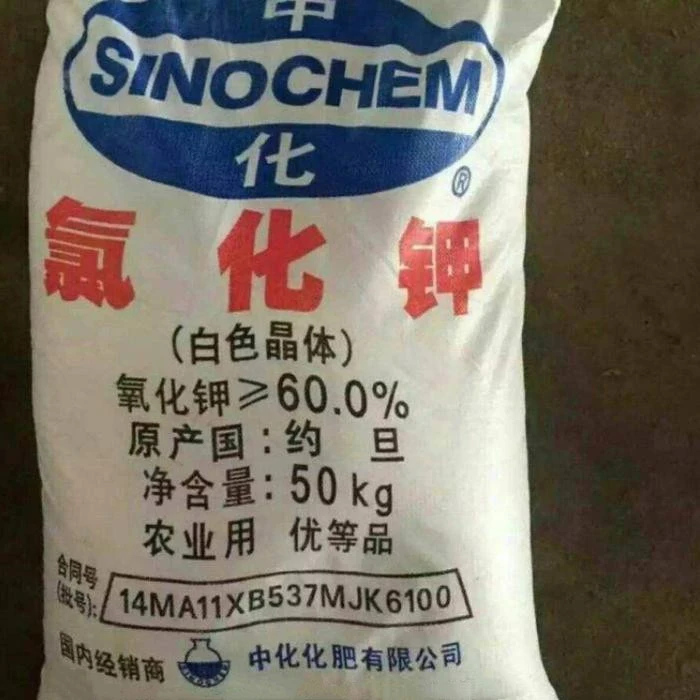 中
SINOCHEM
化
®
氯化钾
(白色晶体)
氧化钾≥60.0%
原产国:约 旦
净含量:50kg
农业用 优等品
合同号
(批号):
14MA11XB537MJK6100
国内经销商 中化化肥有限公司